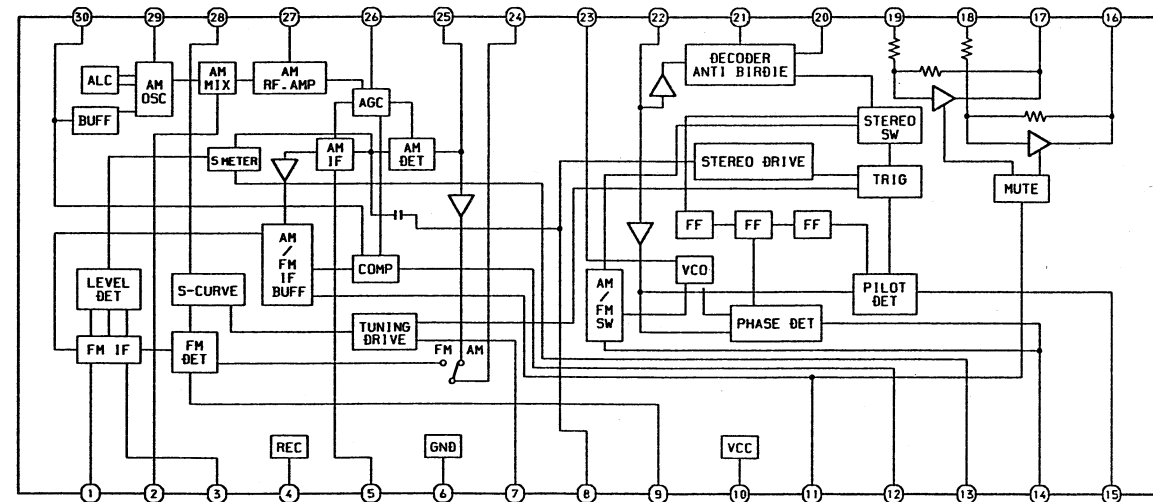 30 29 28 27 26 25 24 23 22 21 20 19 18 17 16
ALC
AM
OSC
AM
MIX
AM
RF.AMP
BUFF
AGC
S METER
AM
IF
AM
DET
DECODER
ANTI BIRDIE
STEREO
SW
STEREO DRIVE
TRIG
MUTE
FF
FF
FF
AM
/
FM
IF
BUFF
COMP
LEVEL
DET
S-CURVE
VCO
AM
/
FM
SW
PILOT
DET
PHASE DET
TUNING
DRIVE
FM IF
FM
DET
FM AM
REC
GND
VCC
1 2 3 4 5 6 7 8 9 10 11 12 13 14 15